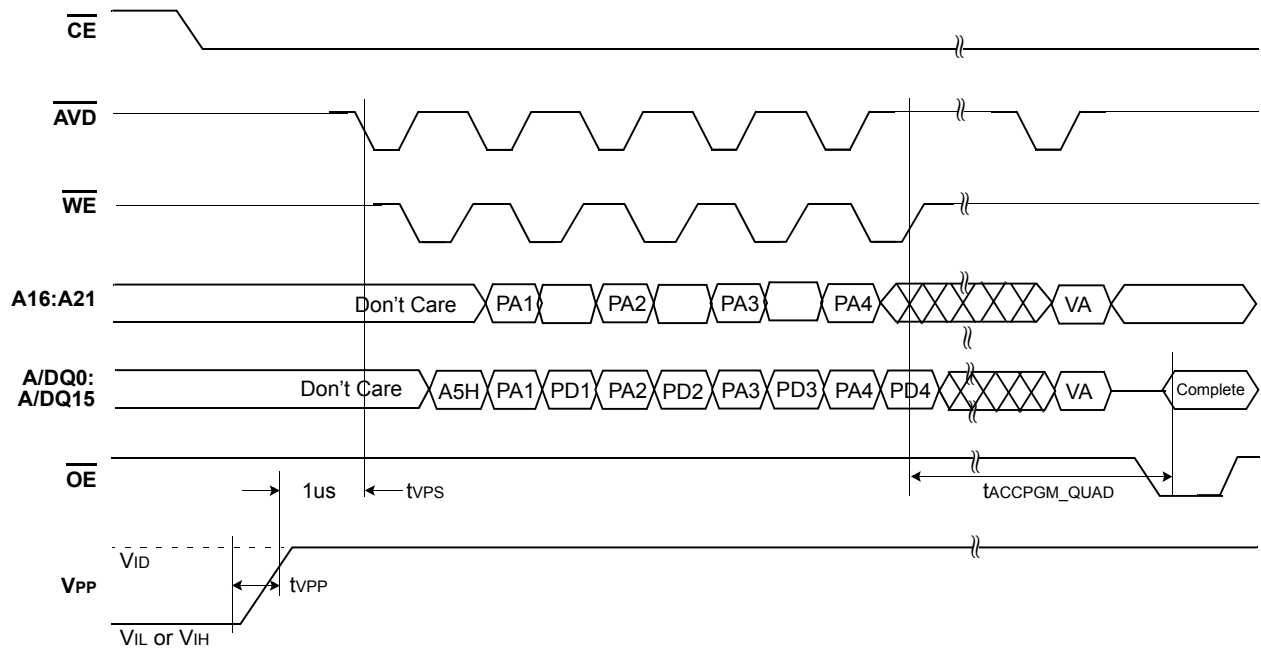 CE
AVD
WE
A16:A21 Don't Care PA1 PA2 PA3 PA4 VA
A/DQ0:
A/DQ15
Don't Care A5H PA1 PD1 PA2 PD2 PA3 PD3 PA4 PD4 VA Complete
OE
1us tVPS tACCPGM_QUAD
VID
VPP tVPP
VIL or VIH